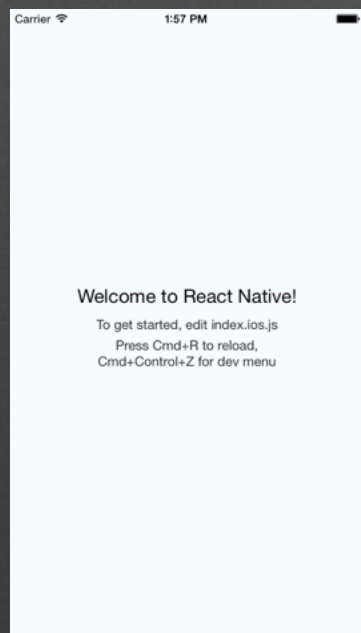 Carrier 1:57 PM
Welcome to React Native!
To get started, edit index.ios.js
Press Cmd+R to reload,
Cmd+Control+Z for dev menu